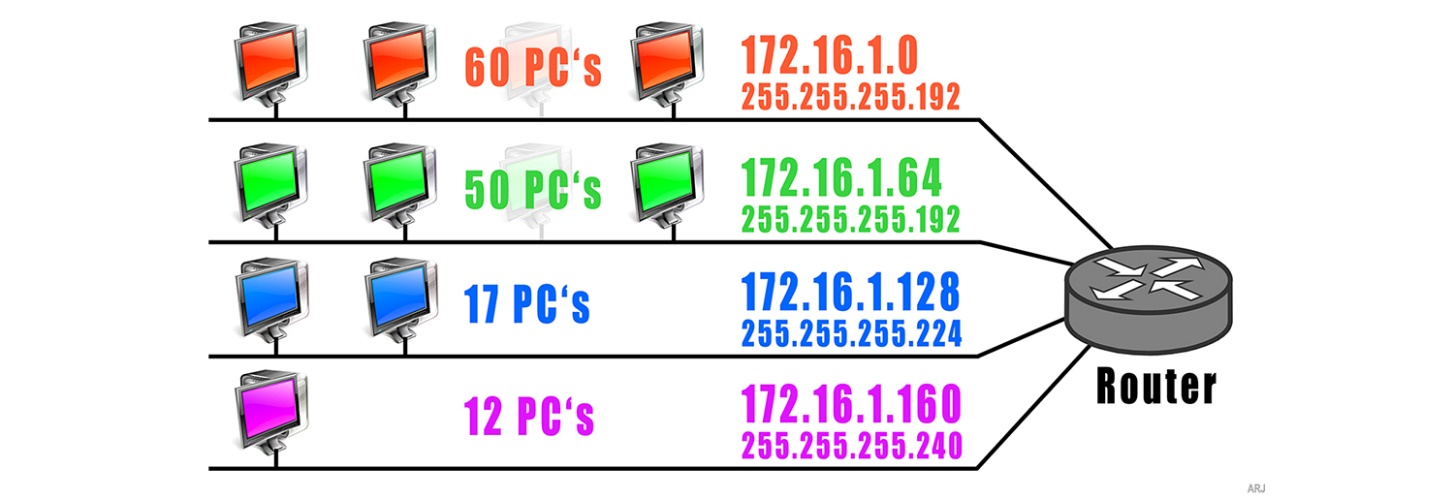 60 PC‘s
172.16.1.0
255.255.255.192
50 PC‘s
172.16.1.64
255.255.255.192
17 PC‘s
172.16.1.128
255.255.255.224
12 PC‘s
172.16.1.160
255.255.255.240
Router
ARJ